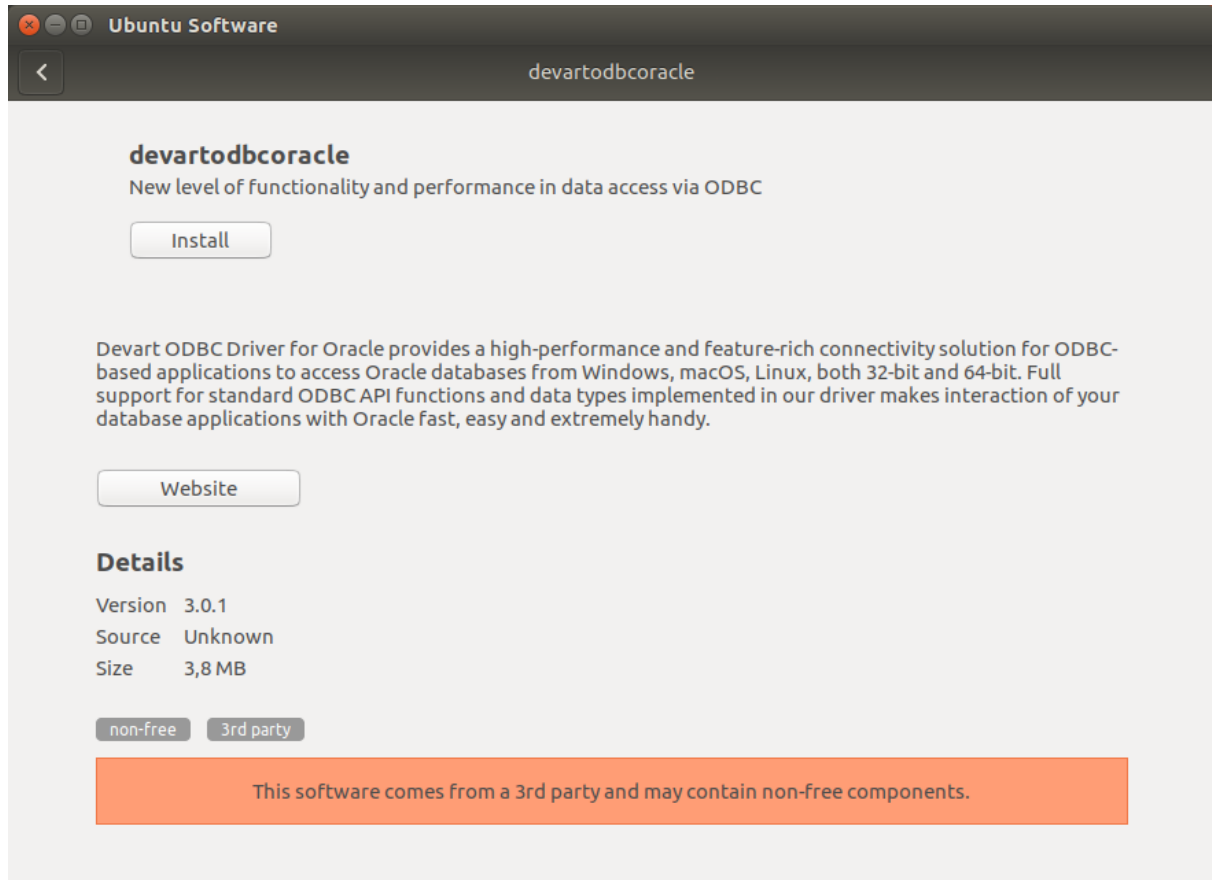 Ubuntu Software
devartodbcoracle
devartodbcoracle
New level of functionality and performance in data access via ODBC
Install
Devart ODBC Driver for Oracle provides a high-performance and feature-rich connectivity solution for ODBC-
based applications to access Oracle databases from Windows, macOS, Linux, both 32-bit and 64-bit. Full
support for standard ODBC API functions and data types implemented in our driver makes interaction of your
database applications with Oracle fast, easy and extremely handy.
Website
Details
Version 3.0.1
Source Unknown
Size 3,8 MB
non-free 3rd party
This software comes from a 3rd party and may contain non-free components.